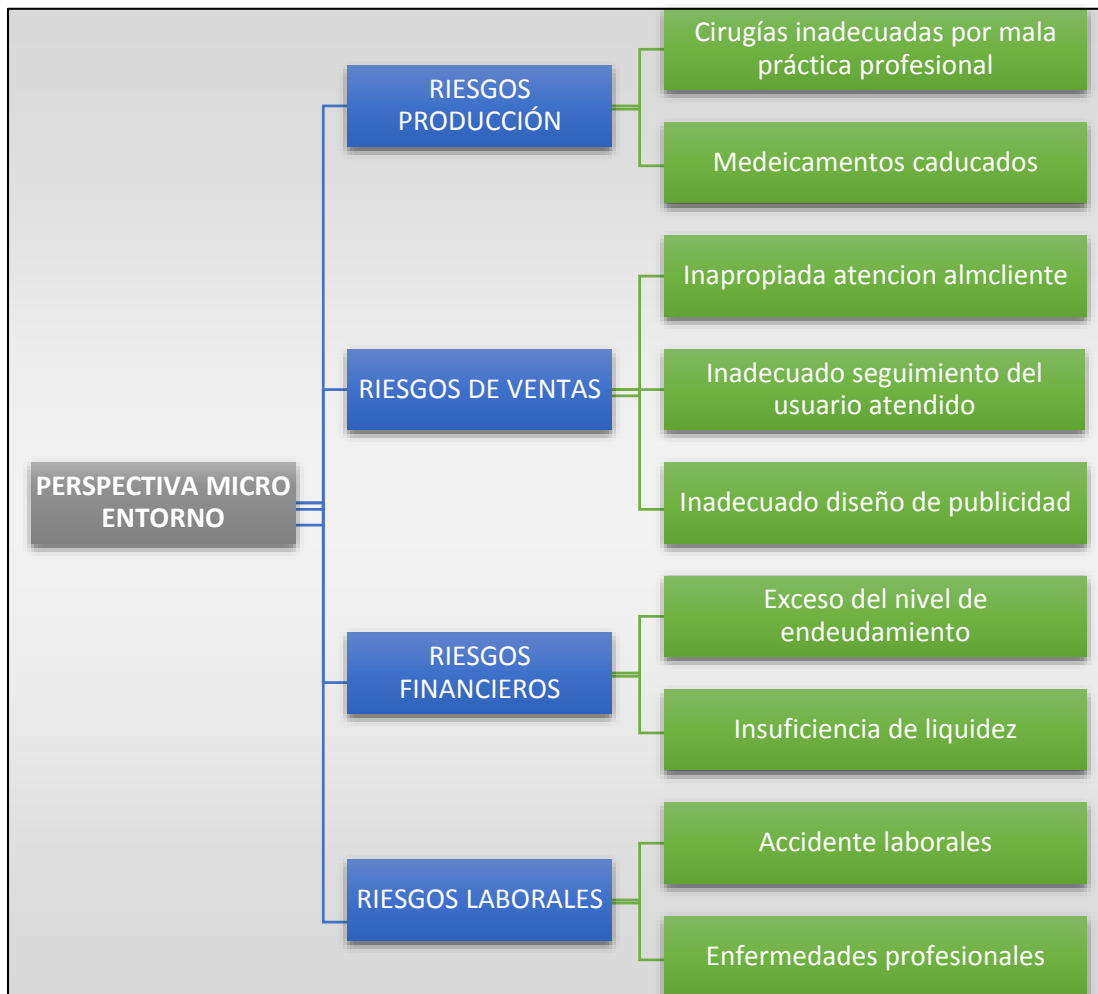 PERSPECTIVA MICRO
ENTORNO
RIESGOS
PRODUCCIÓN
Cirugías inadecuadas por mala
práctica profesional
Medeicamentos caducados
RIESGOS DE VENTAS
Inapropiada atencion almcliente
Inadecuado seguimiento del
usuario atendido
Inadecuado diseño de publicidad
RIESGOS
FINANCIEROS
Exceso del nivel de
endeudamiento
Insuficiencia de liquidez
RIESGOS LABORALES
Accidente laborales
Enfermedades profesionales